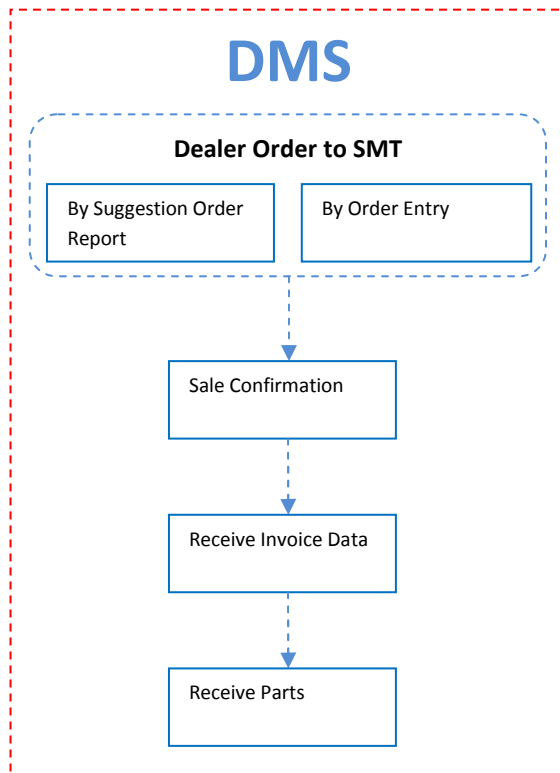 DMS
Dealer Order to SMT
By Suggestion Order
Report
By Order Entry
Sale Confirmation
Receive Invoice Data
Receive Parts